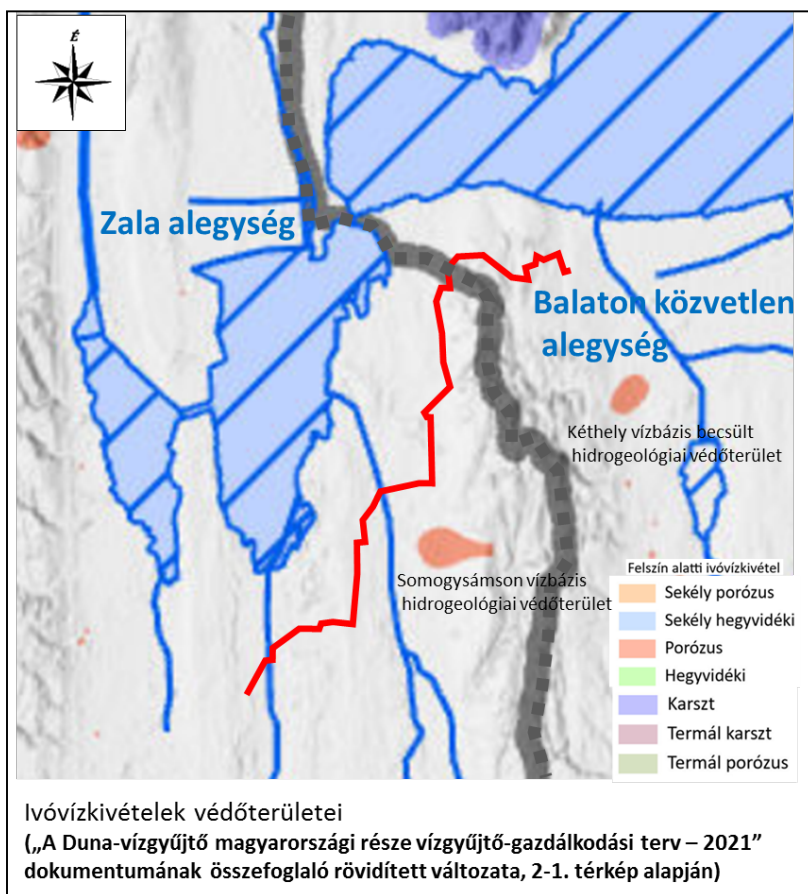 É
Zala alegység
Balaton közvetlen
alegység
Kéthely vízbázis becsült
hidrogeológiai védőterület
Somogysámson vízbázis
hidrogeológiai védőterület
Felszín alatti ivóvízkivétel
Sekély porózus
Sekély hegyvidéki
Porózus
Hegyvidéki
Karszt
Termál karszt
Termál porózus
Ivóvízkivételek védőterületei
(„A Duna-vízgyűjtő magyarországi része vízgyűjtő-gazdálkodási terv – 2021”
dokumentumának összefoglaló rövidített változata, 2-1. térkép alapján)